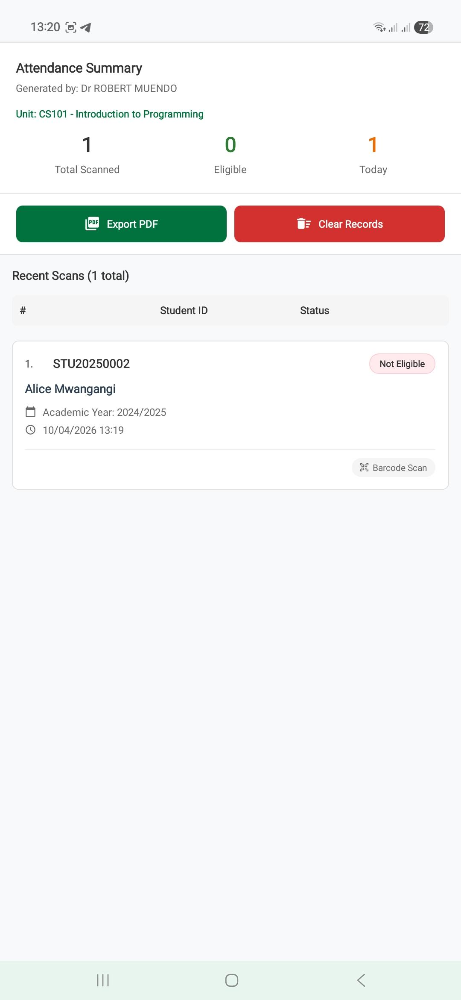 13:20
72
Attendance Summary
Generated by: Dr ROBERT MUENDO
Unit: CS101 - Introduction to Programming
1 0 1
Total Scanned Eligible Today
PDF Export PDF Clear Records
Recent Scans (1 total)
# Student ID Status
1. STU20250002 Not Eligible
Alice Mwangangi
Academic Year: 2024/2025
10/04/2026 13:19
Barcode Scan